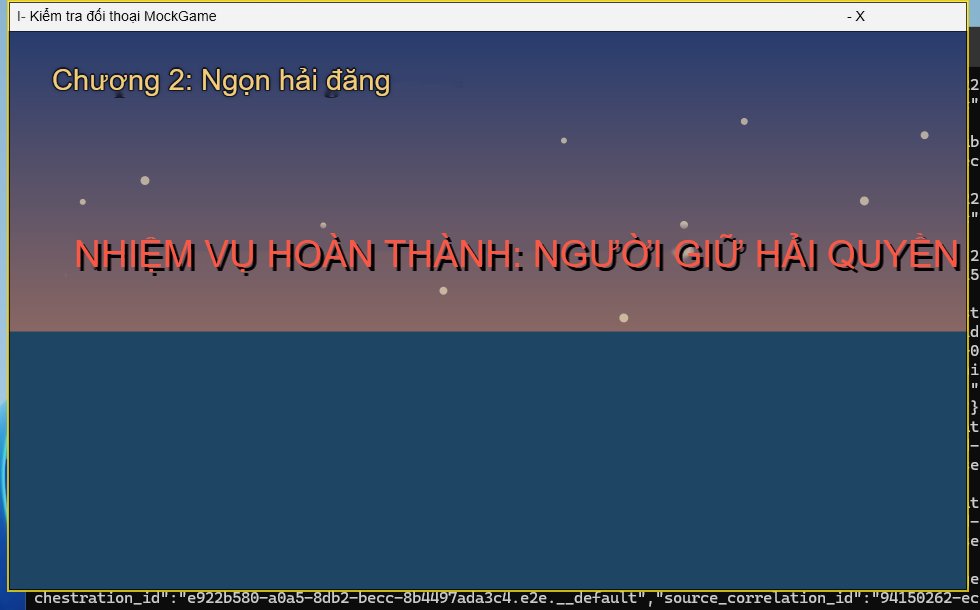 I- Kiểm tra đối thoại MockGame - X
Chương 2: Ngọn hải đăng
NHIỆM VỤ HOÀN THÀNH: NGƯỜI GIỮ HẢI QUYỀN
chestration_id":"e922b580-a0a5-8db2-becc-8b4497ada3c4.e2e.__default","source_correlation_id":"94150262-e